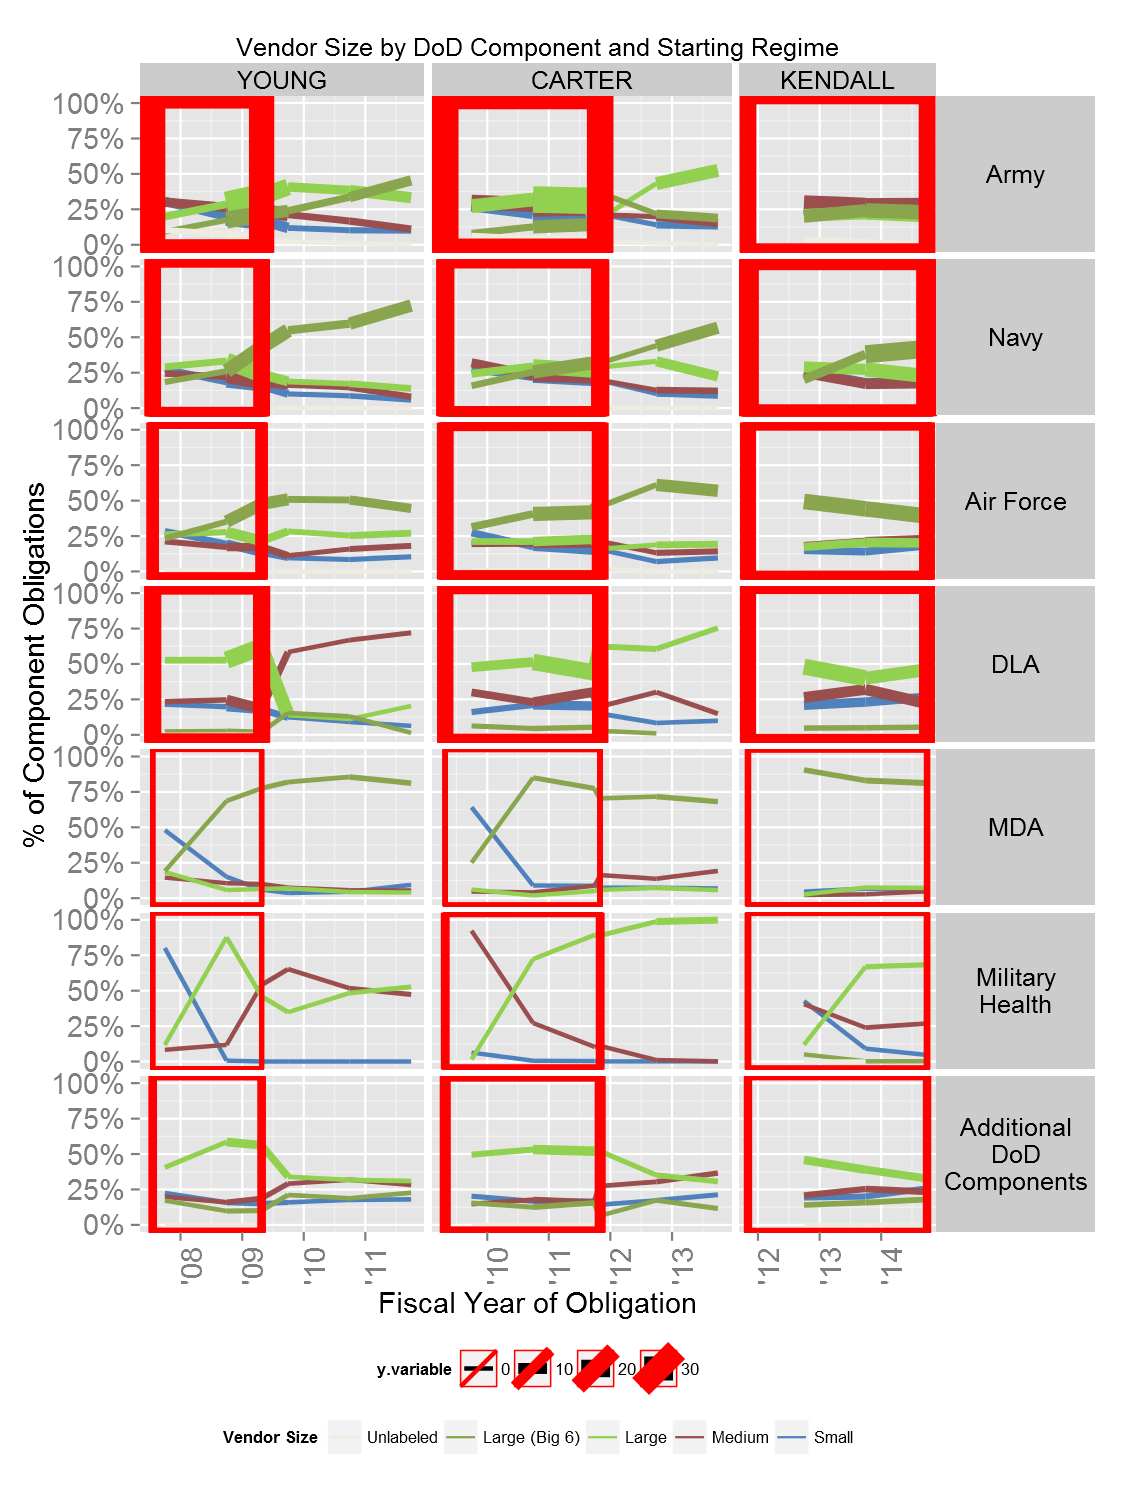 Vendor Size by DoD Component and Starting Regime
YOUNG CARTER KENDALL
100%
75%
50%
25%
0%
Army
100%
75%
50%
25%
0%
Navy
100%
75%
50%
25%
0%
Air Force
100%
75%
50%
25%
0%
DLA
100%
75%
50%
25%
0%
MDA
100%
75%
50%
25%
0%
Military
Health
100%
75%
50%
25%
0%
Additional
DoD
Components
% of Component Obligations
'08 '09 '10 '11 '10 '11 '12 '13 '12 '13 '14
Fiscal Year of Obligation
y.variable 0 10 20 30
Vendor Size Unlabeled Large (Big 6) Large Medium Small